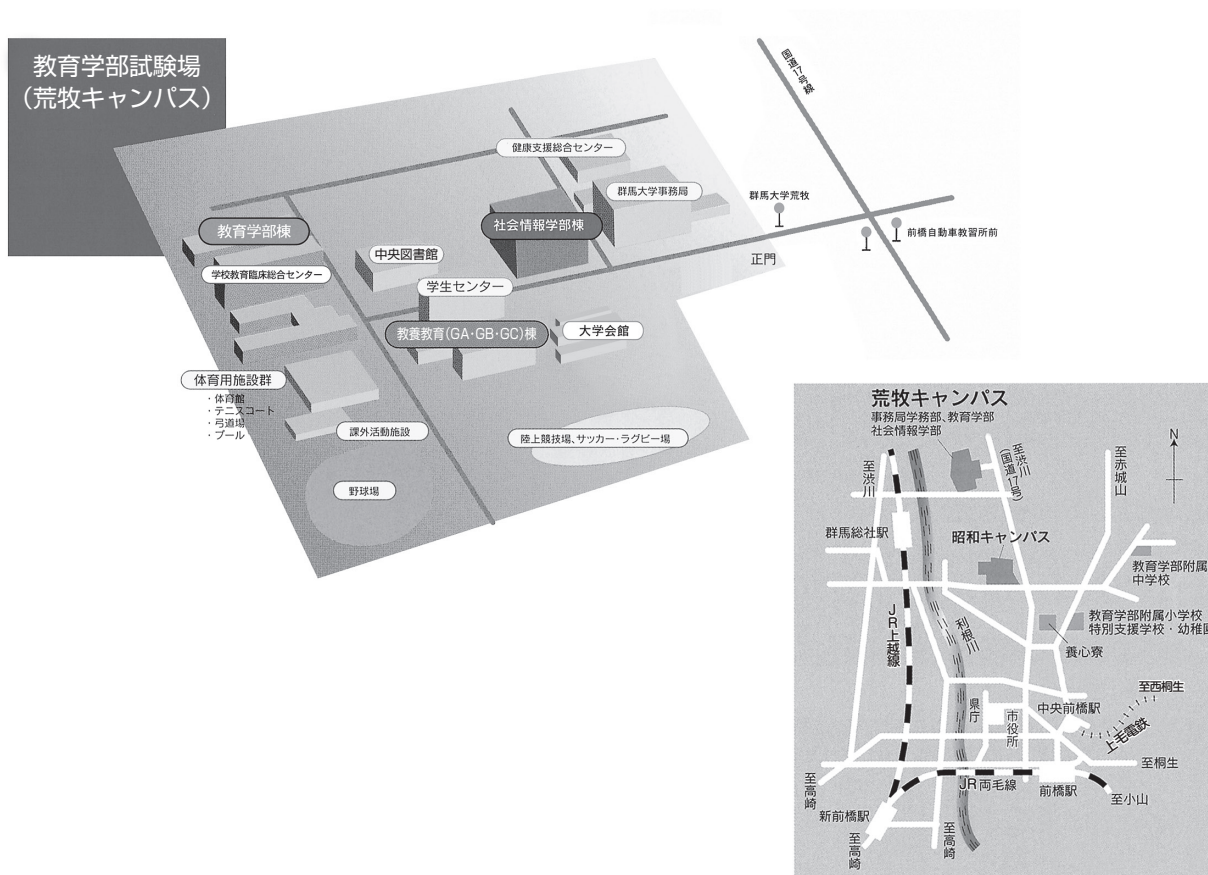 教育学部試験場
(荒牧キャンパス)
国道17号線
健康支援総合センター
群馬大学事務局
群馬大学荒牧
教育学部棟
社会情報学部棟
前橋自動車教習所前
中央図書館
正門
学校教育臨床総合センター
学生センター
教養教育(GA・GB・GC)棟
大学会館
体育用施設群
・体育館
・テニスコート
・弓道場
・プール
課外活動施設
陸上競技場、サッカー・ラグビー場
野球場
荒牧キャンパス
事務局学務部、教育学部
社会情報学部
N
至渋川
至渋川
(国道17号)
至赤城山
群馬総社駅
昭和キャンパス
教育学部附属
中学校
JR上越線
利根川
教育学部附属小学校
特別支援学校・幼稚園
養心寮
至西桐生
県庁
市役所
中央前橋駅
上毛電鉄
至桐生
至高崎
JR両毛線
前橋駅
至小山
新前橋駅
至高崎
至高崎